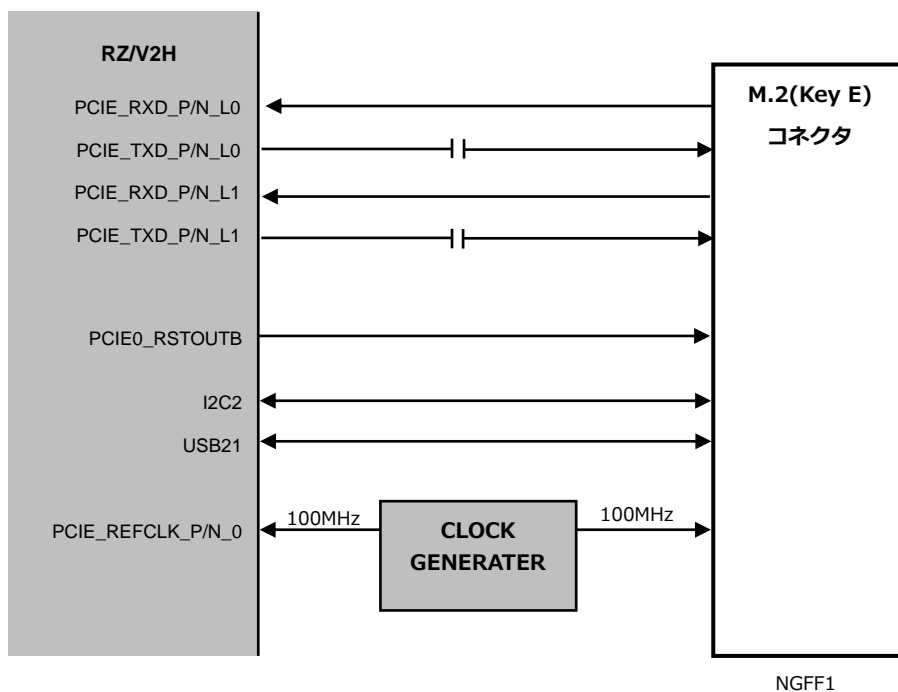 RZ/V2H
M.2(Key E)
コネクタ
PCIE_RXD_P/N_L0
PCIE_TXD_P/N_L0
PCIE_RXD_P/N_L1
PCIE_TXD_P/N_L1
PCIE0_RSTOUTB
I2C2
USB21
PCIE_REFCLK_P/N_0
100MHz
CLOCK
GENERATER
100MHz
NGFF1